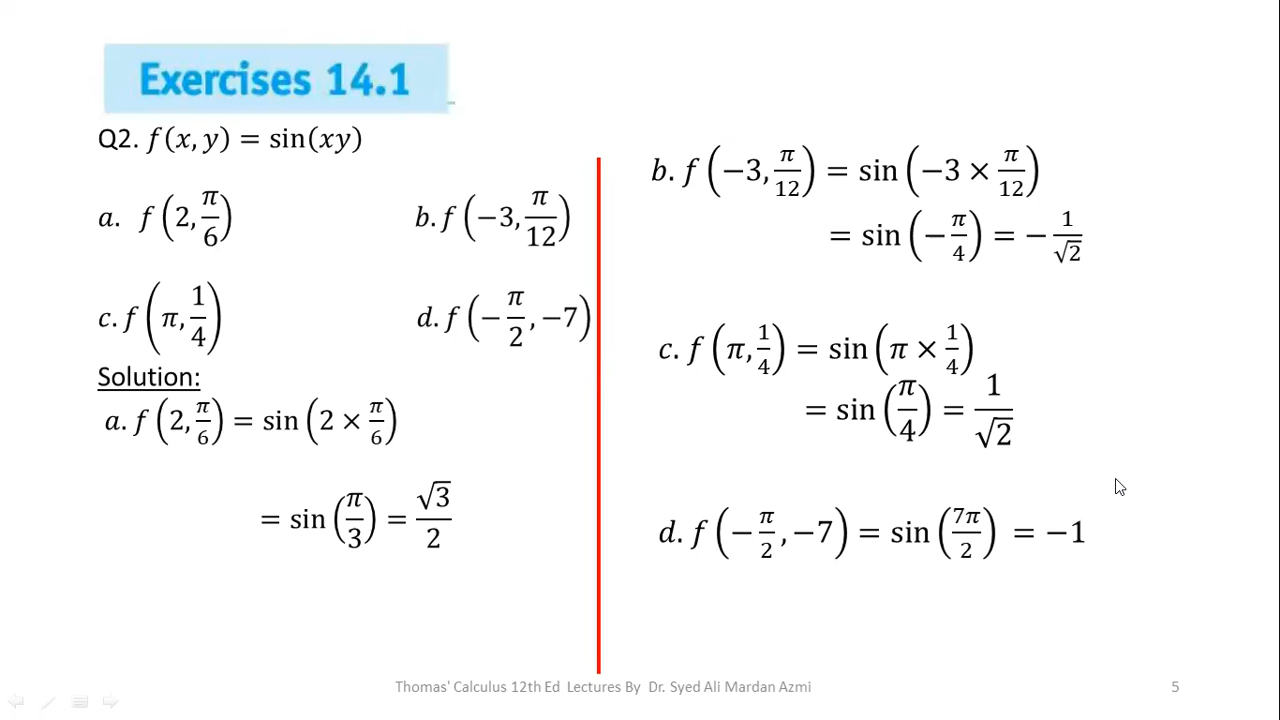 Exercises 14.1
Q2. f(x, y) = sin(xy)
a. f(2, π/6)
b. f(−3, π/12)
c. f(π, 1/4)
d. f(−π/2, −7)
Solution:
a. f(2, π/6) = sin(2 × π/6)
= sin(π/3) = √3/2
b. f(−3, π/12) = sin(−3 × π/12)
= sin(−π/4) = −1/√2
c. f(π, 1/4) = sin(π × 1/4)
= sin(π/4) = 1/√2
d. f(−π/2, −7) = sin(7π/2) = −1
Thomas' Calculus 12th Ed Lectures By Dr. Syed Ali Mardan Azmi
5